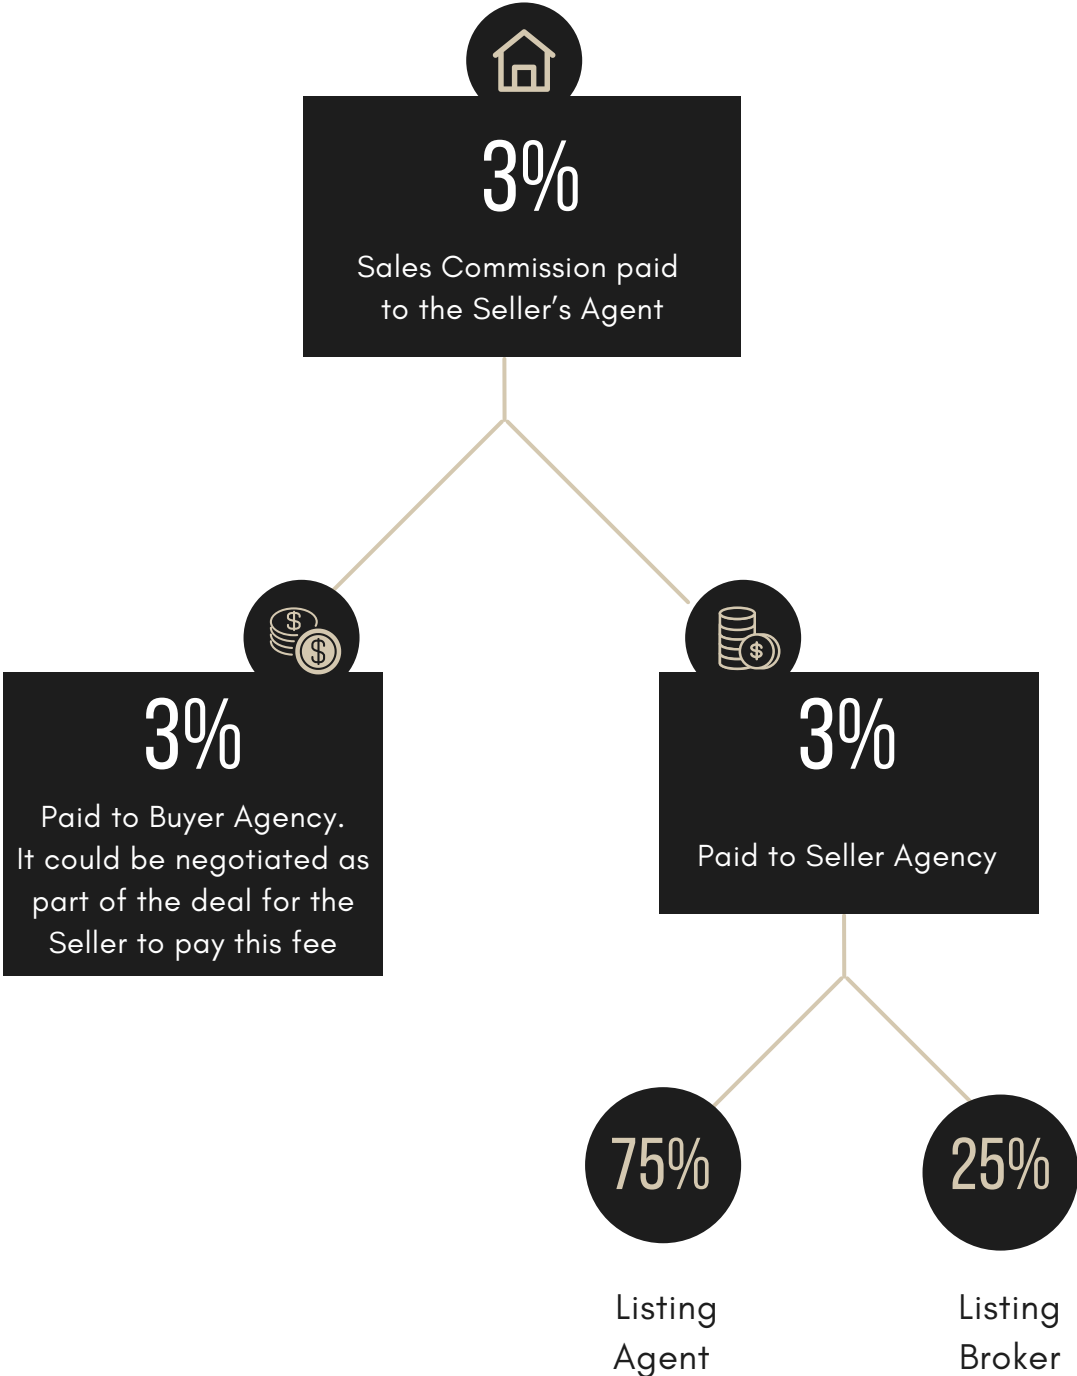 3%
Sales Commission paid
to the Seller’s Agent
$
$
$
3%
Paid to Buyer Agency.
It could be negotiated as
part of the deal for the
Seller to pay this fee
3%
Paid to Seller Agency
75%
25%
Listing
Agent
Listing
Broker